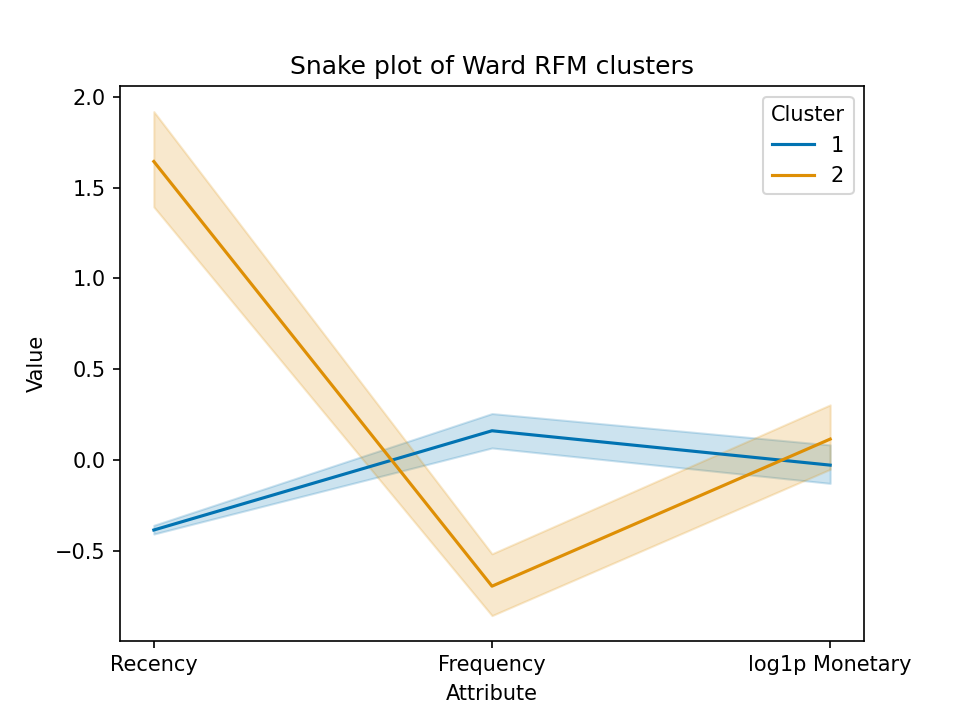 Snake plot of Ward RFM clusters
Cluster
1
2
2.0
1.5
1.0
0.5
0.0
−0.5
Value
Recency
Frequency
log1p Monetary
Attribute